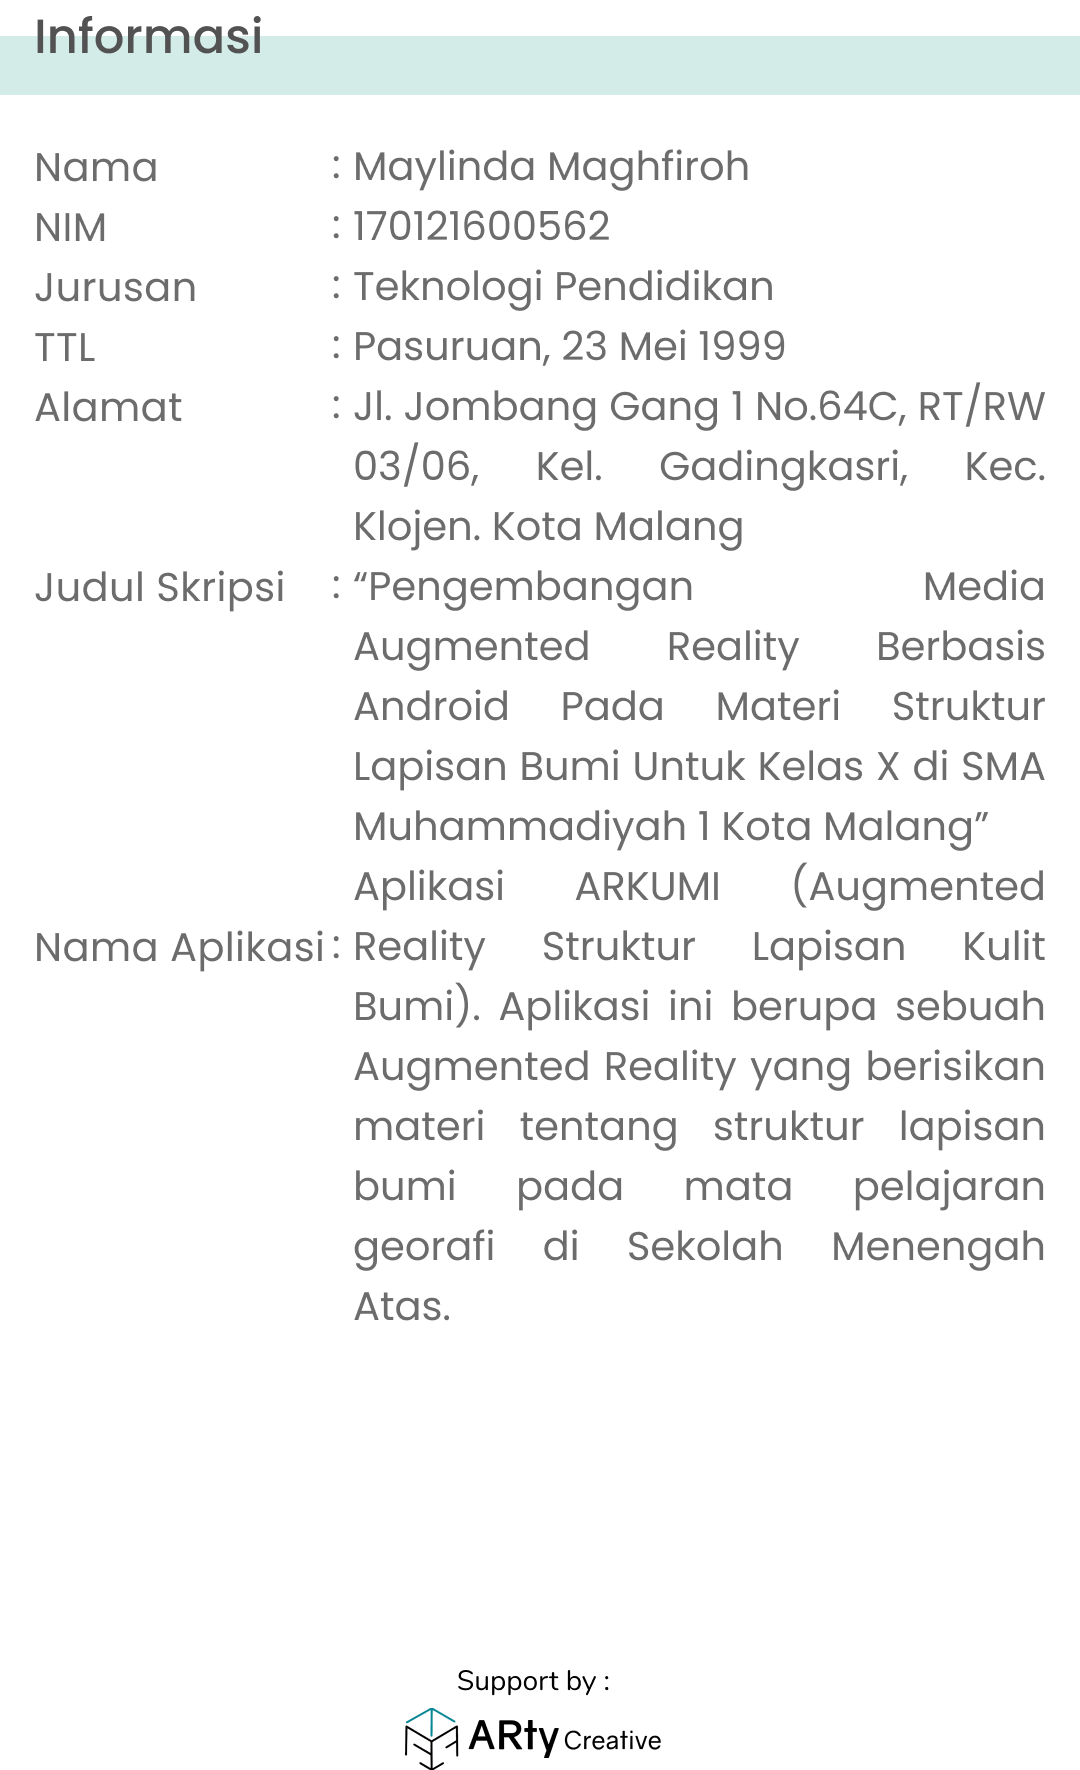 Informasi
Nama : Maylinda Maghfiroh
NIM : 170121600562
Jurusan : Teknologi Pendidikan
TTL : Pasuruan, 23 Mei 1999
Alamat : Jl. Jombang Gang 1 No.64C, RT/RW
03/06, Kel. Gadingkasri, Kec.
Klojen. Kota Malang
Judul Skripsi : “Pengembangan Media
Augmented Reality Berbasis
Android Pada Materi Struktur
Lapisan Bumi Untuk Kelas X di SMA
Muhammadiyah 1 Kota Malang”
Aplikasi ARKUMI (Augmented
Nama Aplikasi : Reality Struktur Lapisan Kulit
Bumi). Aplikasi ini berupa sebuah
Augmented Reality yang berisikan
materi tentang struktur lapisan
bumi pada mata pelajaran
georafi di Sekolah Menengah
Atas.
Support by :
ARty Creative